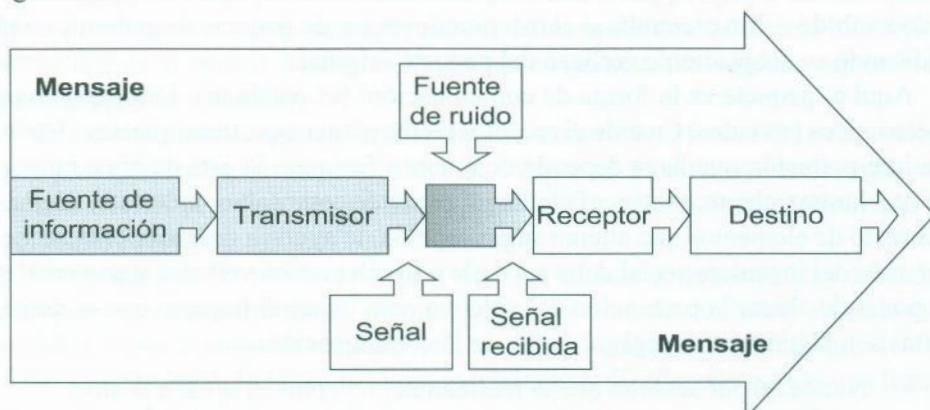 Mensaje
Fuente
de ruido
Fuente de
información
Transmisor
Receptor
Destino
Señal
Señal
recibida
Mensaje